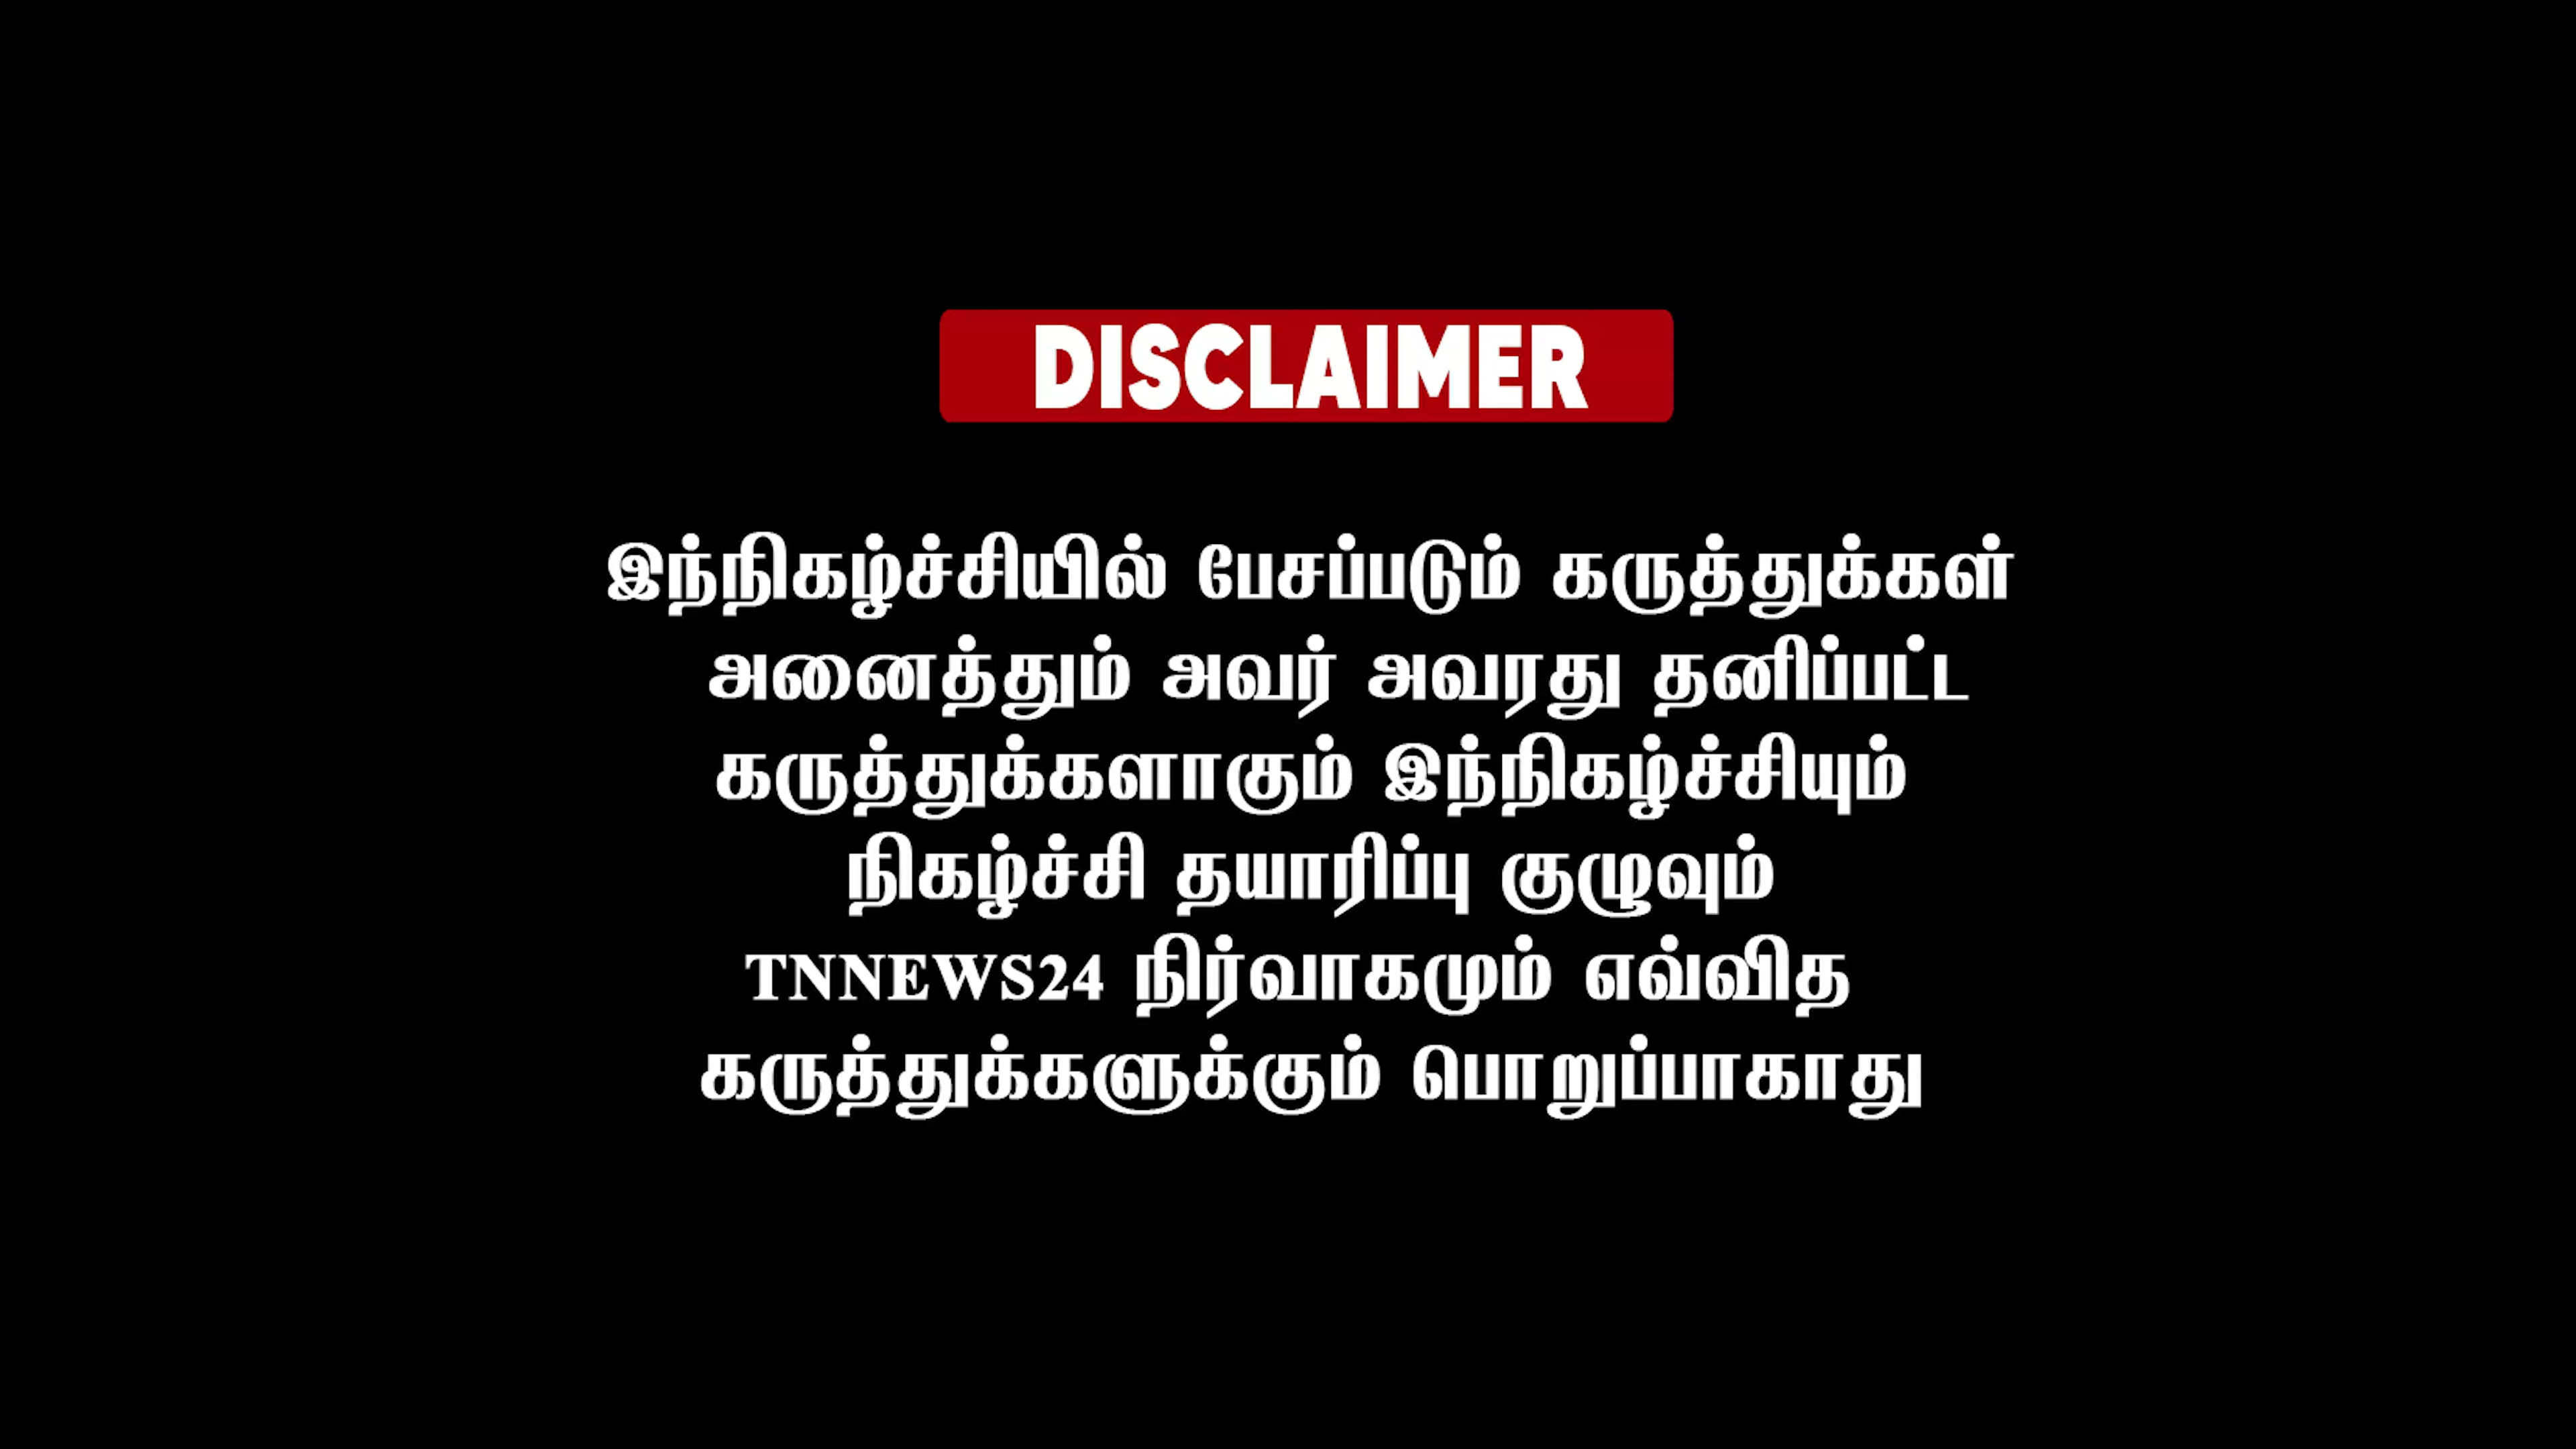 DISCLAIMER
இந்நிகழ்ச்சியில் பேசப்படும் கருத்துக்கள்
அனைத்தும் அவர் அவரது தனிப்பட்ட
கருத்துக்களாகும் இந்நிகழ்ச்சியும்
நிகழ்ச்சி தயாரிப்பு குழுவும்
TNNEWS24 நிர்வாகமும் எவ்வித
கருத்துக்களுக்கும் பொறுப்பாகாது